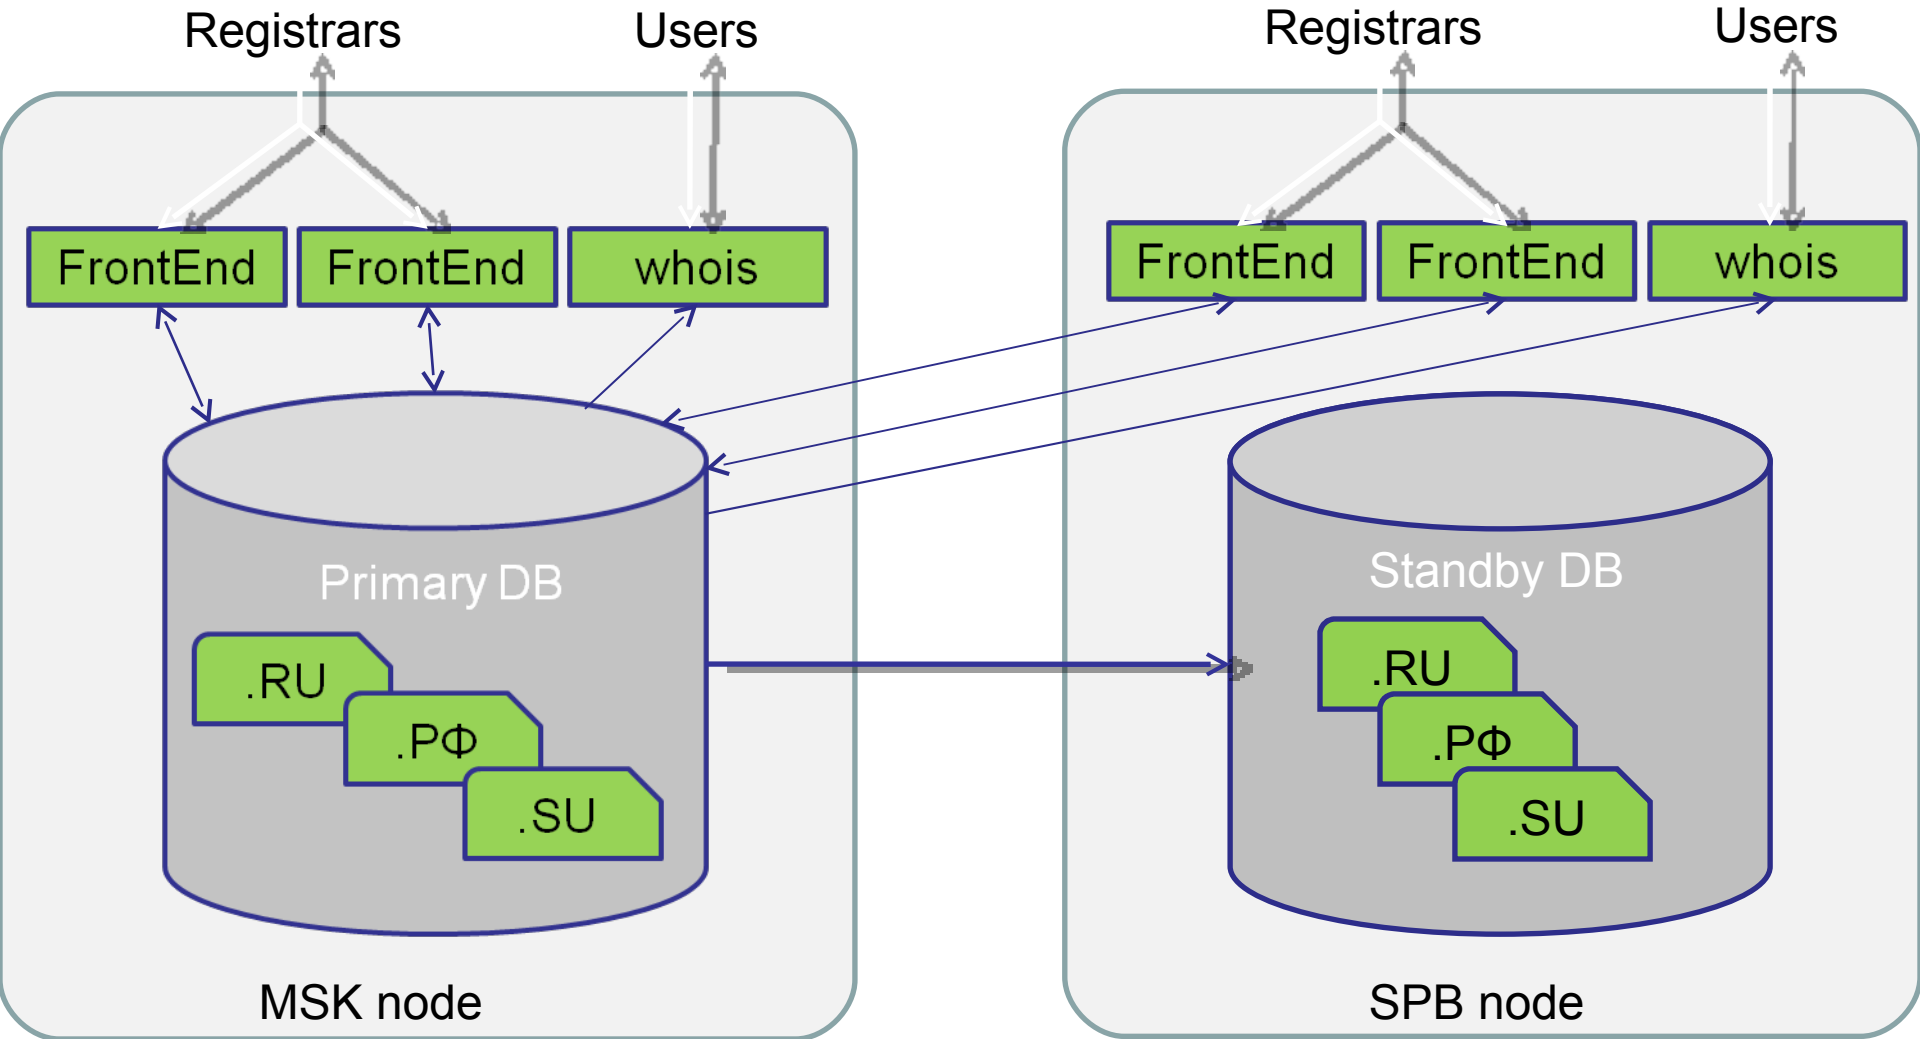 Registrars
Users
Registrars
Users
FrontEnd
FrontEnd
whois
FrontEnd
FrontEnd
whois
Primary DB
.RU
.РФ
.SU
Standby DB
.RU
.РФ
.SU
MSK node
SPB node